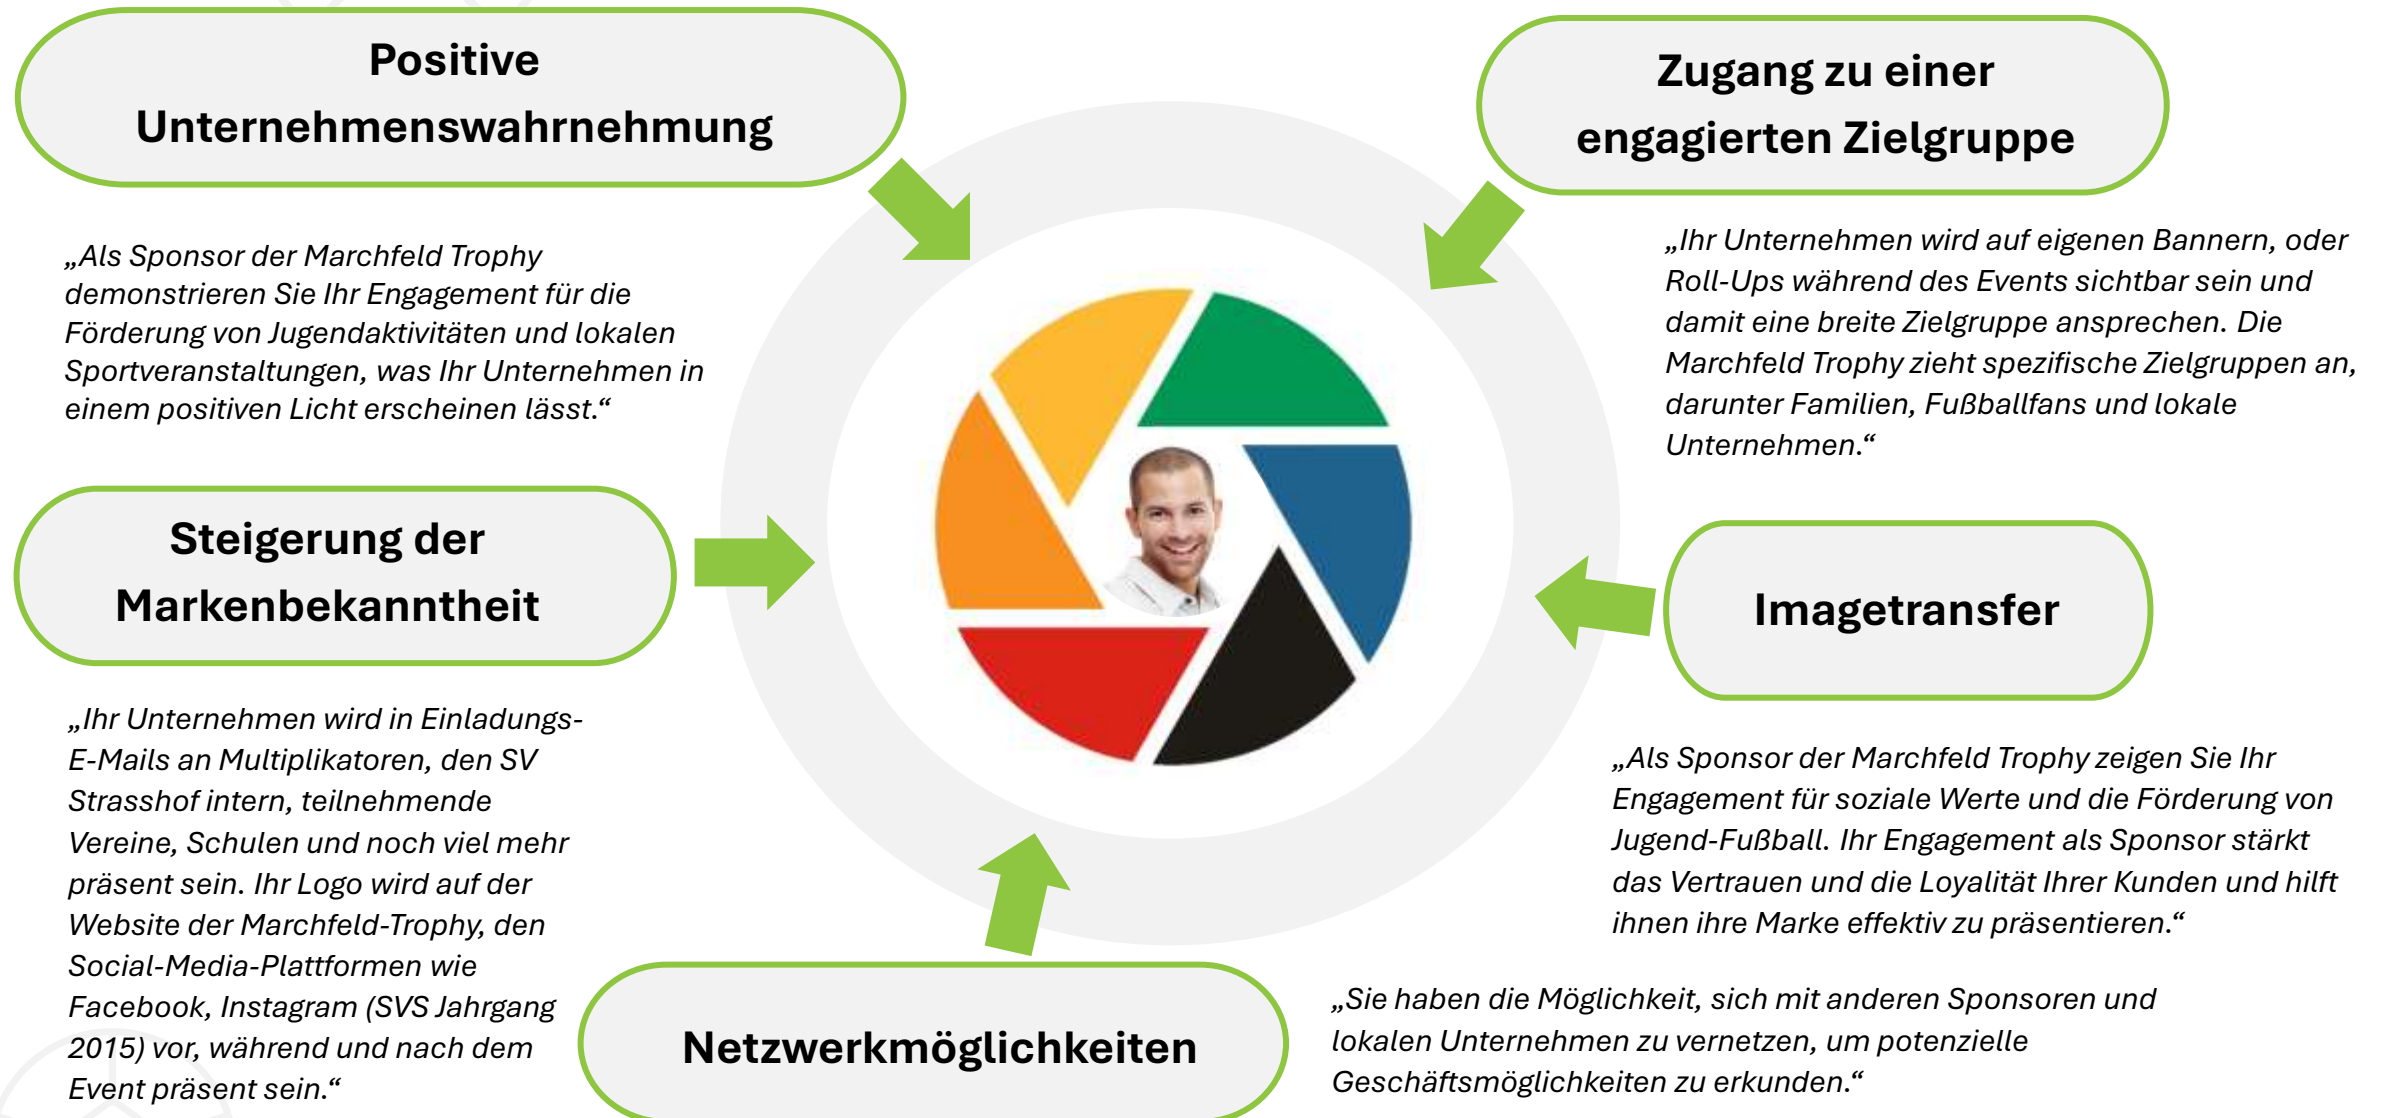 Positive
Unternehmenswahrnehmung
„Als Sponsor der Marchfeld Trophy
demonstrieren Sie Ihr Engagement für die
Förderung von Jugendaktivitäten und lokalen
Sportveranstaltungen, was Ihr Unternehmen in
einem positiven Licht erscheinen lässt.“
Zugang zu einer
engagierten Zielgruppe
„Ihr Unternehmen wird auf eigenen Bannern, oder
Roll-Ups während des Events sichtbar sein und
damit eine breite Zielgruppe ansprechen. Die
Marchfeld Trophy zieht spezifische Zielgruppen an,
darunter Familien, Fußballfans und lokale
Unternehmen.“
Steigerung der
Markenbekanntheit
„Ihr Unternehmen wird in Einladungs-
E-Mails an Multiplikatoren, den SV
Strasshof intern, teilnehmende
Vereine, Schulen und noch viel mehr
präsent sein. Ihr Logo wird auf der
Website der Marchfeld-Trophy, den
Social-Media-Plattformen wie
Facebook, Instagram (SVS Jahrgang
2015) vor, während und nach dem
Event präsent sein.“
Imagetransfer
„Als Sponsor der Marchfeld Trophy zeigen Sie Ihr
Engagement für soziale Werte und die Förderung von
Jugend-Fußball. Ihr Engagement als Sponsor stärkt
das Vertrauen und die Loyalität Ihrer Kunden und hilft
ihnen ihre Marke effektiv zu präsentieren.“
Netzwerkmöglichkeiten
„Sie haben die Möglichkeit, sich mit anderen Sponsoren und
lokalen Unternehmen zu vernetzen, um potenzielle
Geschäftsmöglichkeiten zu erkunden.“